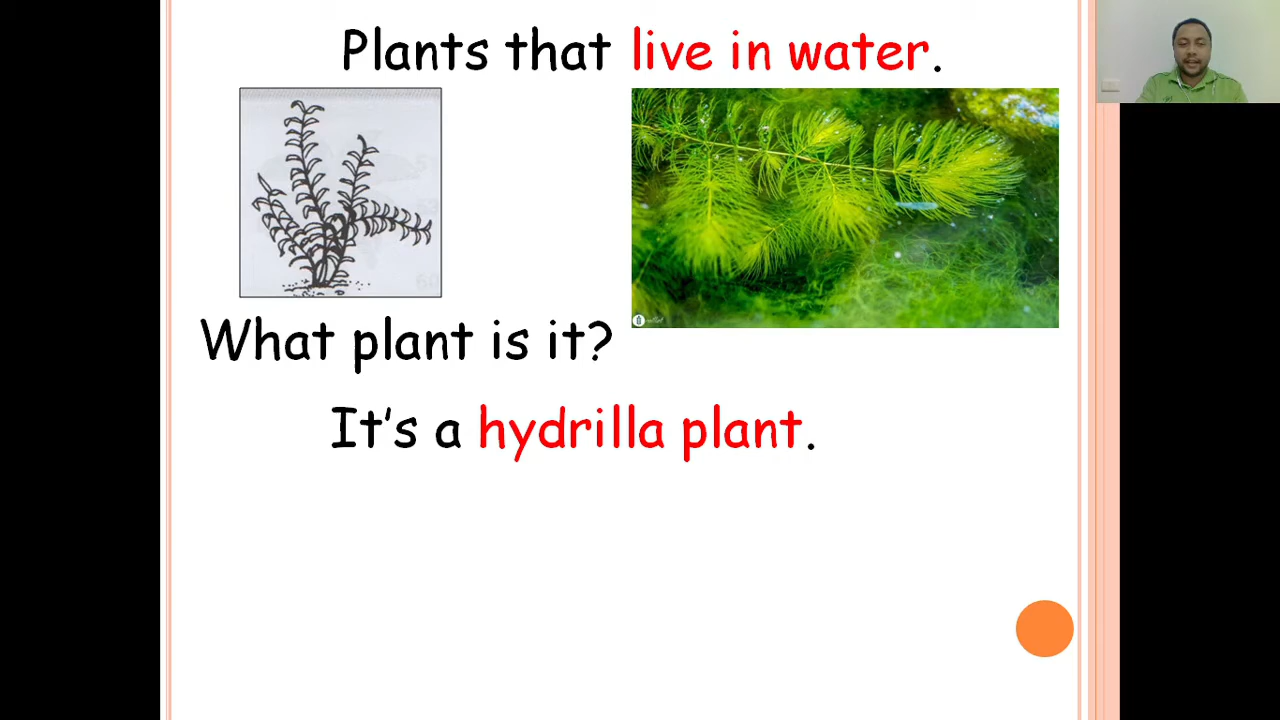 Plants that live in water.
What plant is it?
It's a hydrilla plant.